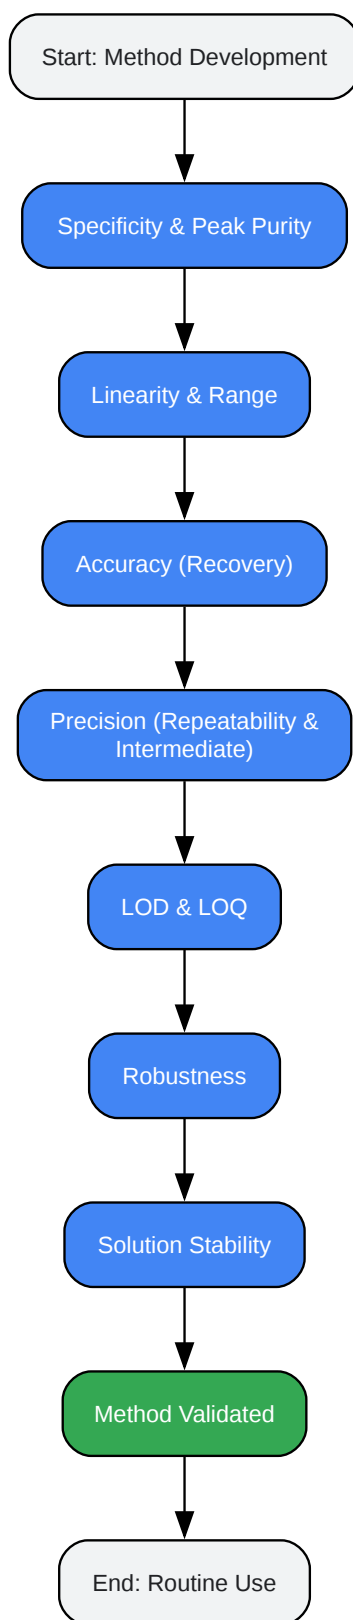 Start: Method Development
Specificity & Peak Purity
Linearity & Range
Accuracy (Recovery)
Precision (Repeatability &
Intermediate)
LOD & LOQ
Robustness
Solution Stability
Method Validated
End: Routine Use